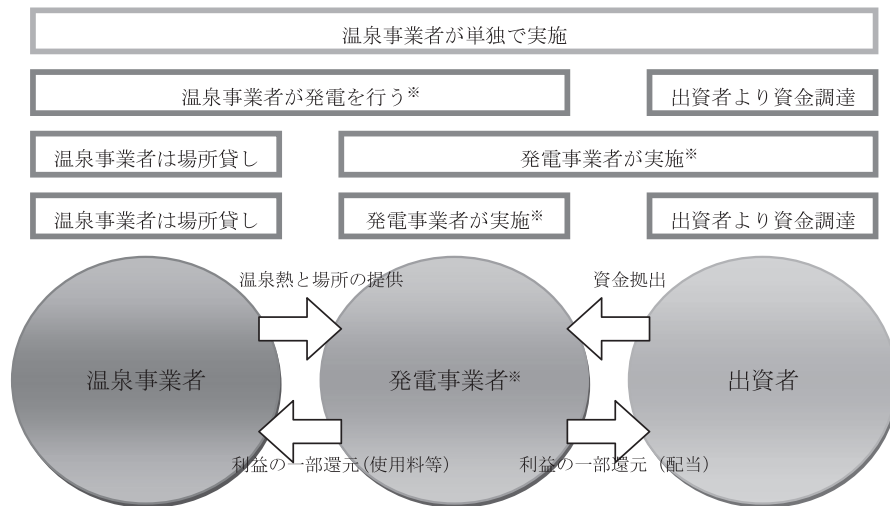 温泉事業者が単独で実施
温泉事業者が発電を行う※
出資者より資金調達
温泉事業者は場所貸し
発電事業者が実施※
温泉事業者は場所貸し
発電事業者が実施※
出資者より資金調達
温泉熱と場所の提供
資金拠出
温泉事業者
発電事業者※
出資者
利益の一部還元(使用料等)
利益の一部還元（配当）